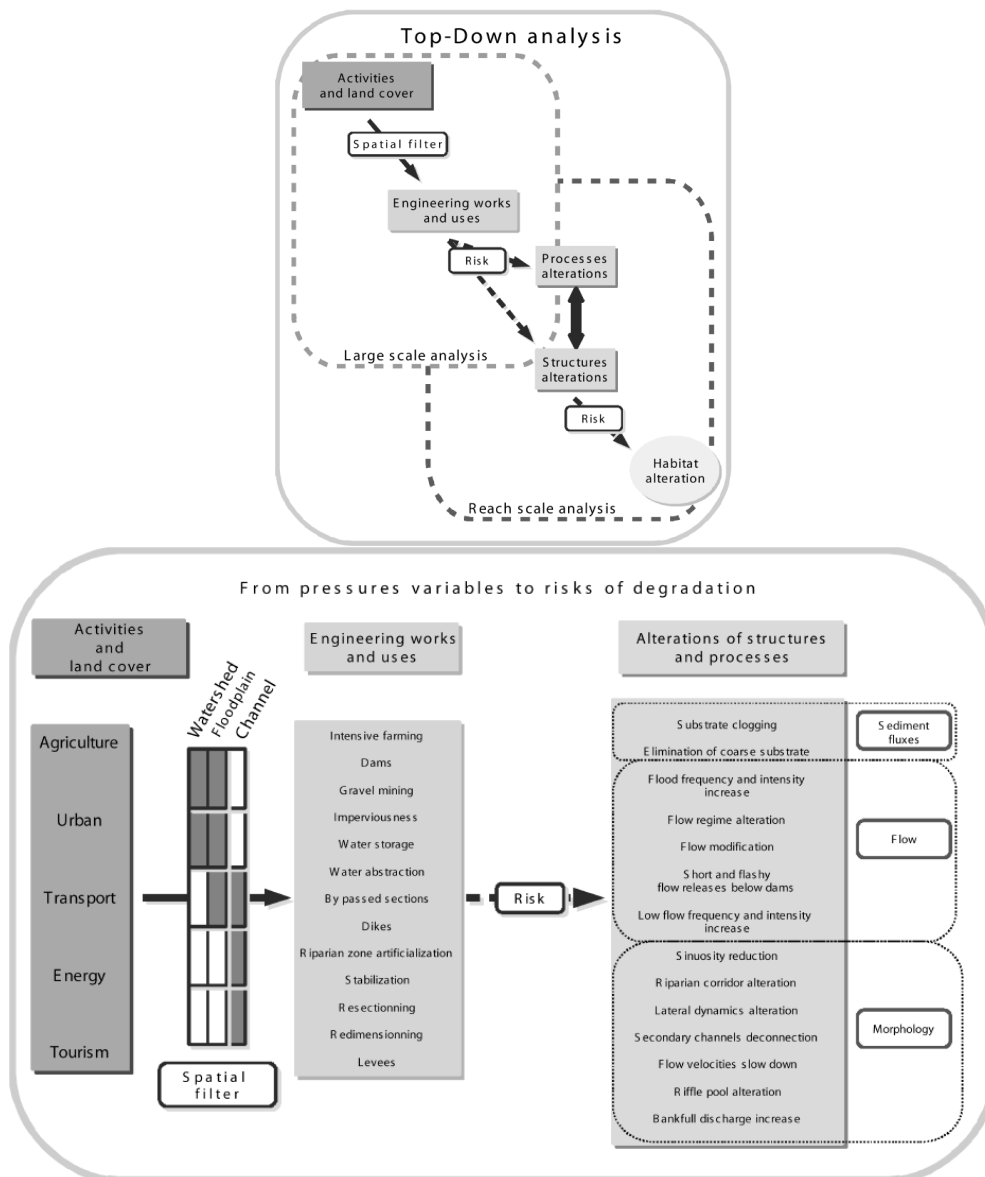 Top-Down analysis
Activities
and land cover
Spatial filter
Engineering works
and uses
Risk
Processes
alterations
Large scale analysis
Structures
alterations
Risk
Habitat
alteration
Reach scale analysis
From pressures variables to risks of degradation
Activities
and
land cover
Engineering works
and uses
Alterations of structures
and processes
Watershed
Floodplain
Channel
Agriculture
Urban
Transport
Energy
Tourism
Spatial
filter
Intensive farming
Dams
Gravel mining
Imperviousness
Water storage
Water abstraction
By passed sections
Dikes
Riparian zone artificialization
Stabilization
Resectionning
Redimensionning
Levees
Risk
Substrate clogging
Elimination of coarse substrate
Sediment
fluxes
Flood frequency and intensity
increase
Flow regime alteration
Flow modification
Short and flashy
flow releases below dams
Low flow frequency and intensity
increase
Flow
Sinuosity reduction
Riparian corridor alteration
Lateral dynamics alteration
Secondary channels deconnection
Flow velocities slow down
Riffle pool alteration
Bankfull discharge increase
Morphology